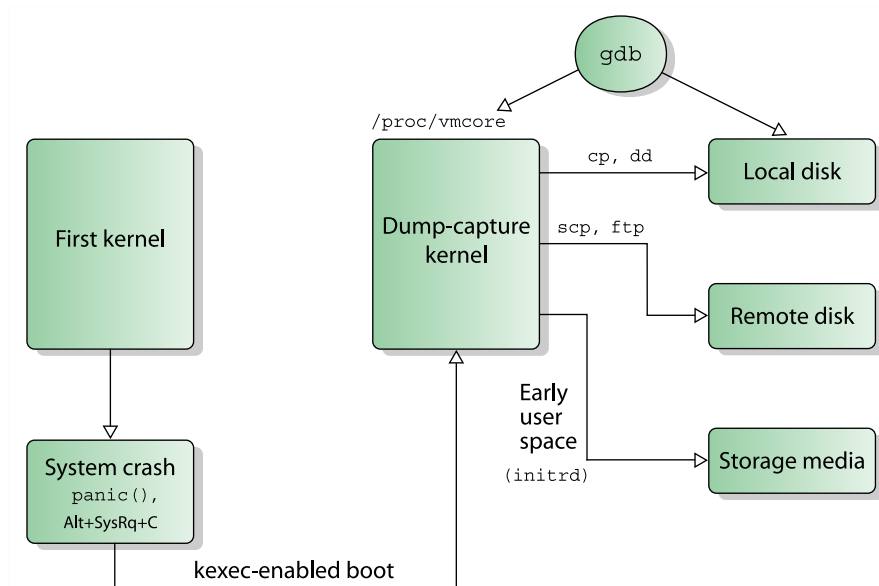 gdb
/proc/vmcore
First kernel
Dump-capture
kernel
cp, dd
Local disk
scp, ftp
Remote disk
Early
user
space
(initrd)
Storage media
System crash
panic(),
Alt+SysRq+C
kexec-enabled boot